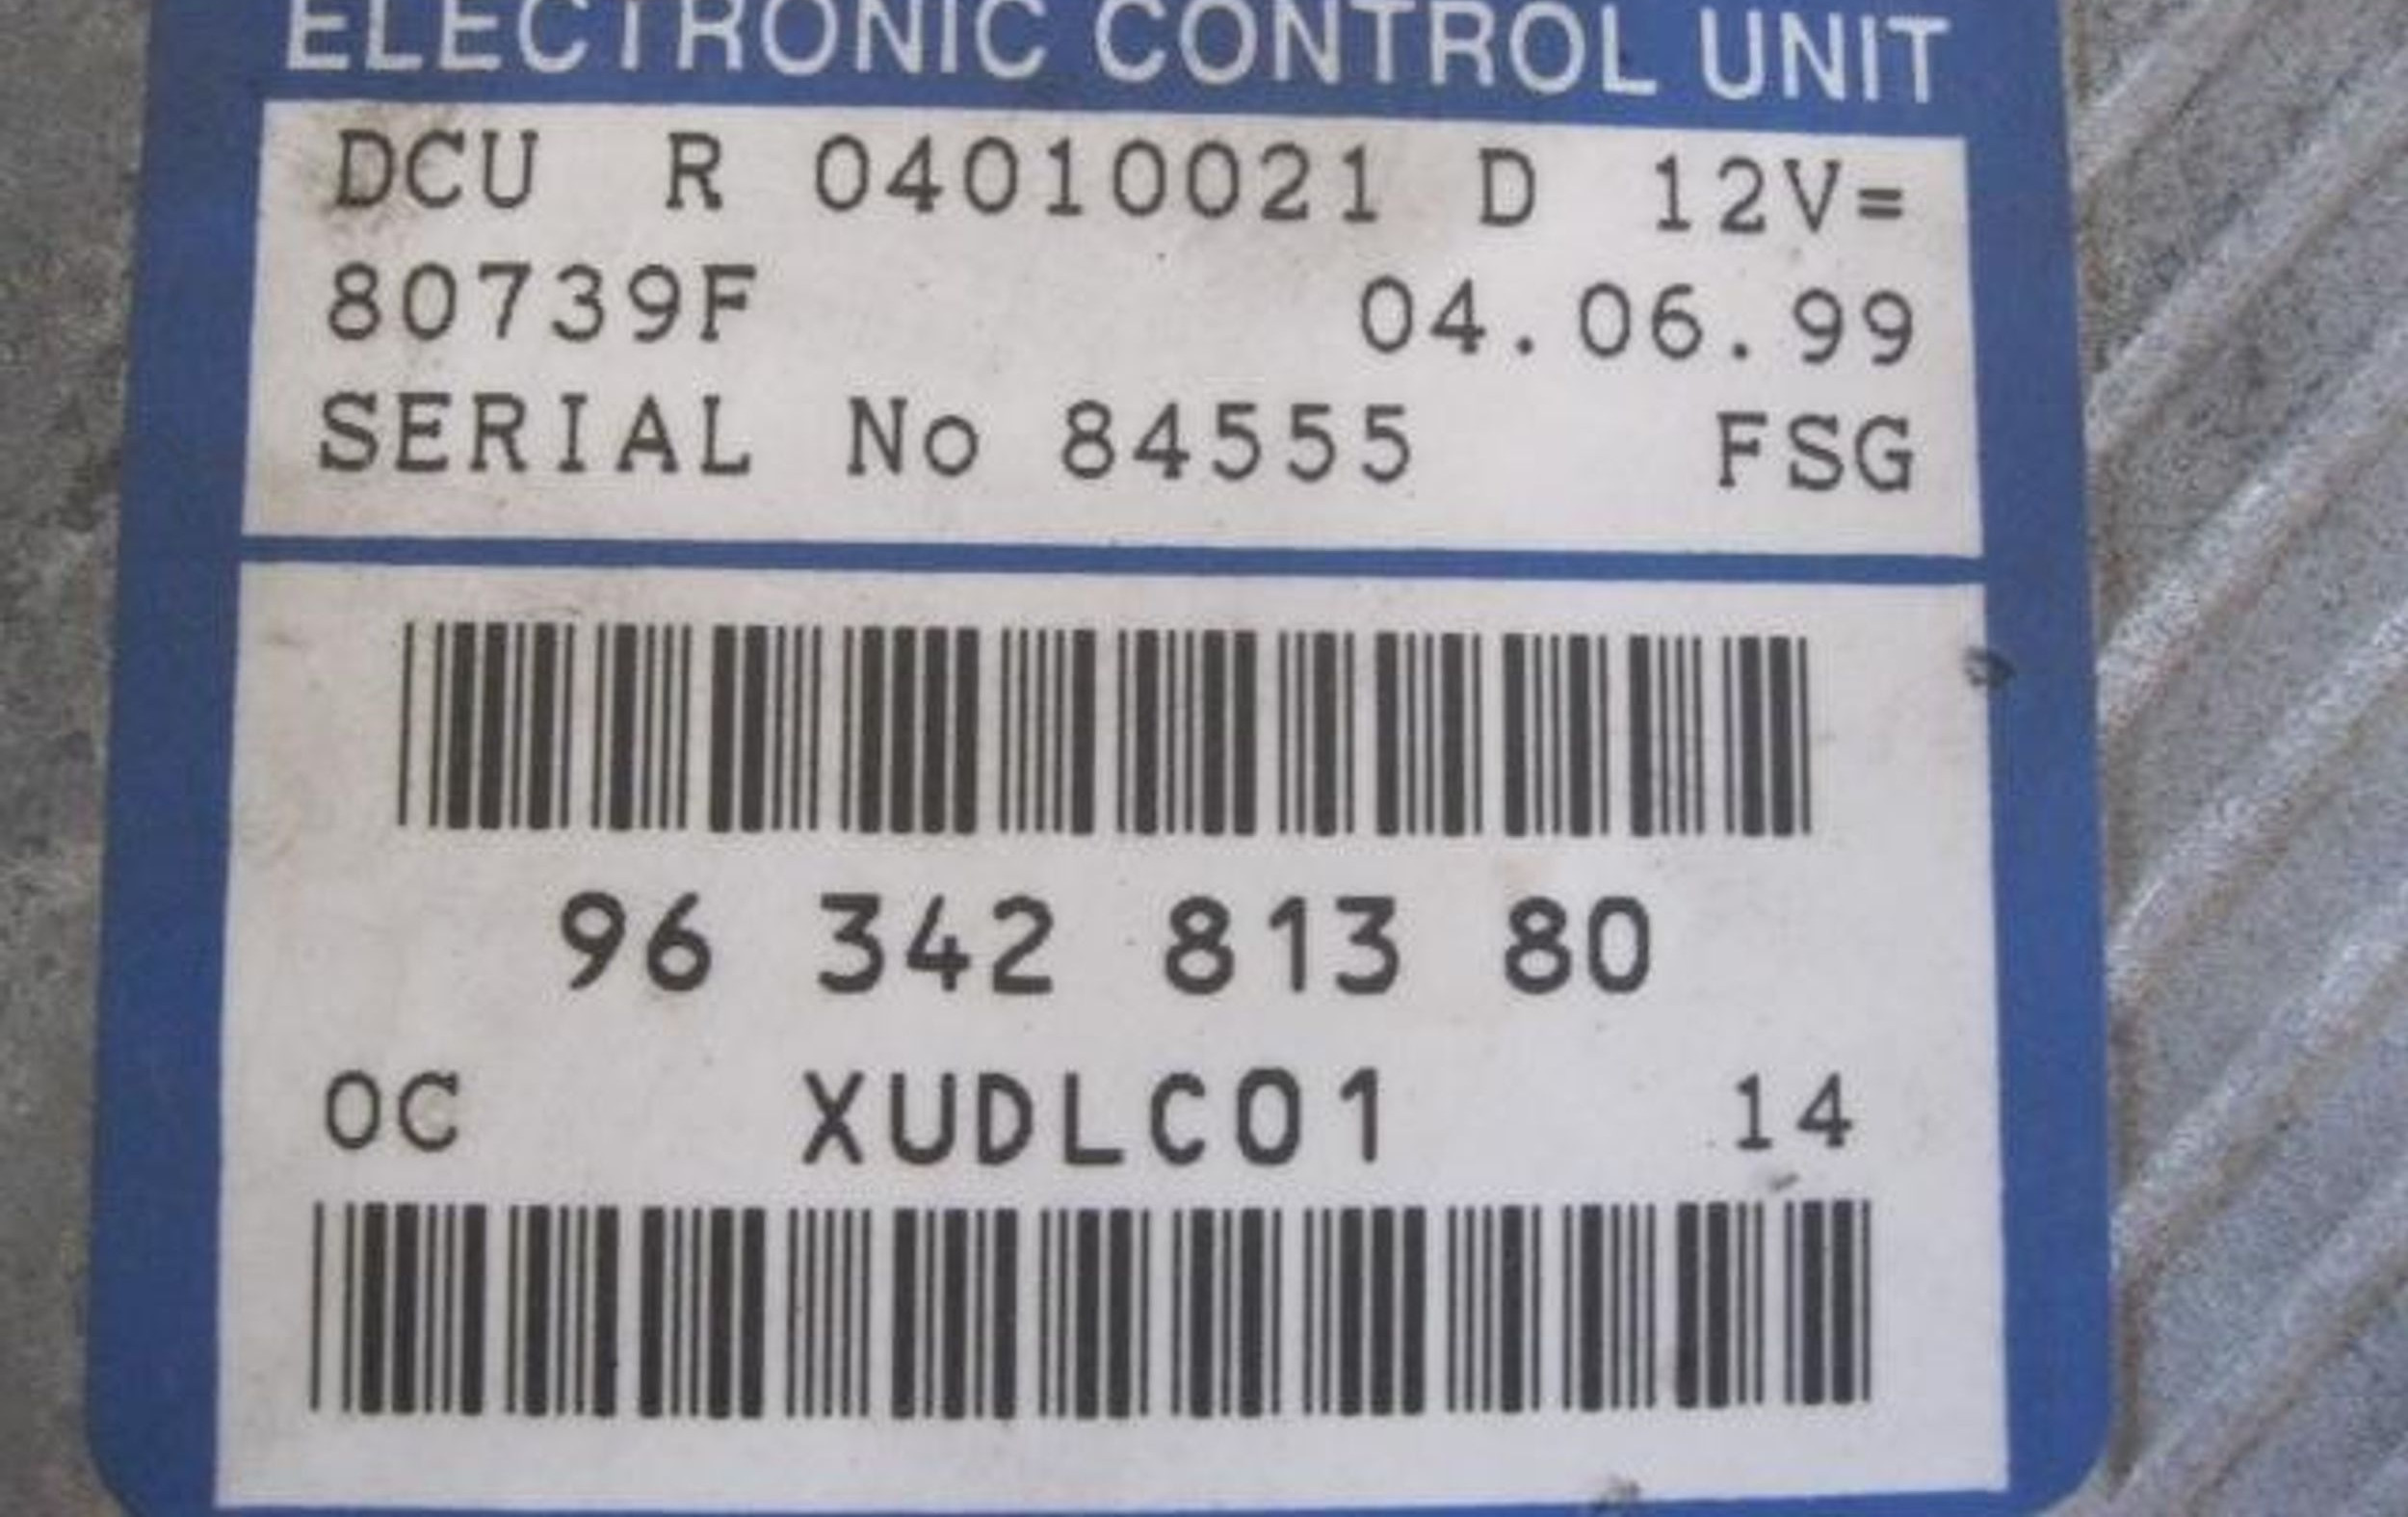 ELECTRONIC CONTROL UNIT
DCU R 04010021 D 12V=
80739F 04.06.99
SERIAL No 84555 FSG
96 342 813 80
0C XUDLC01 14